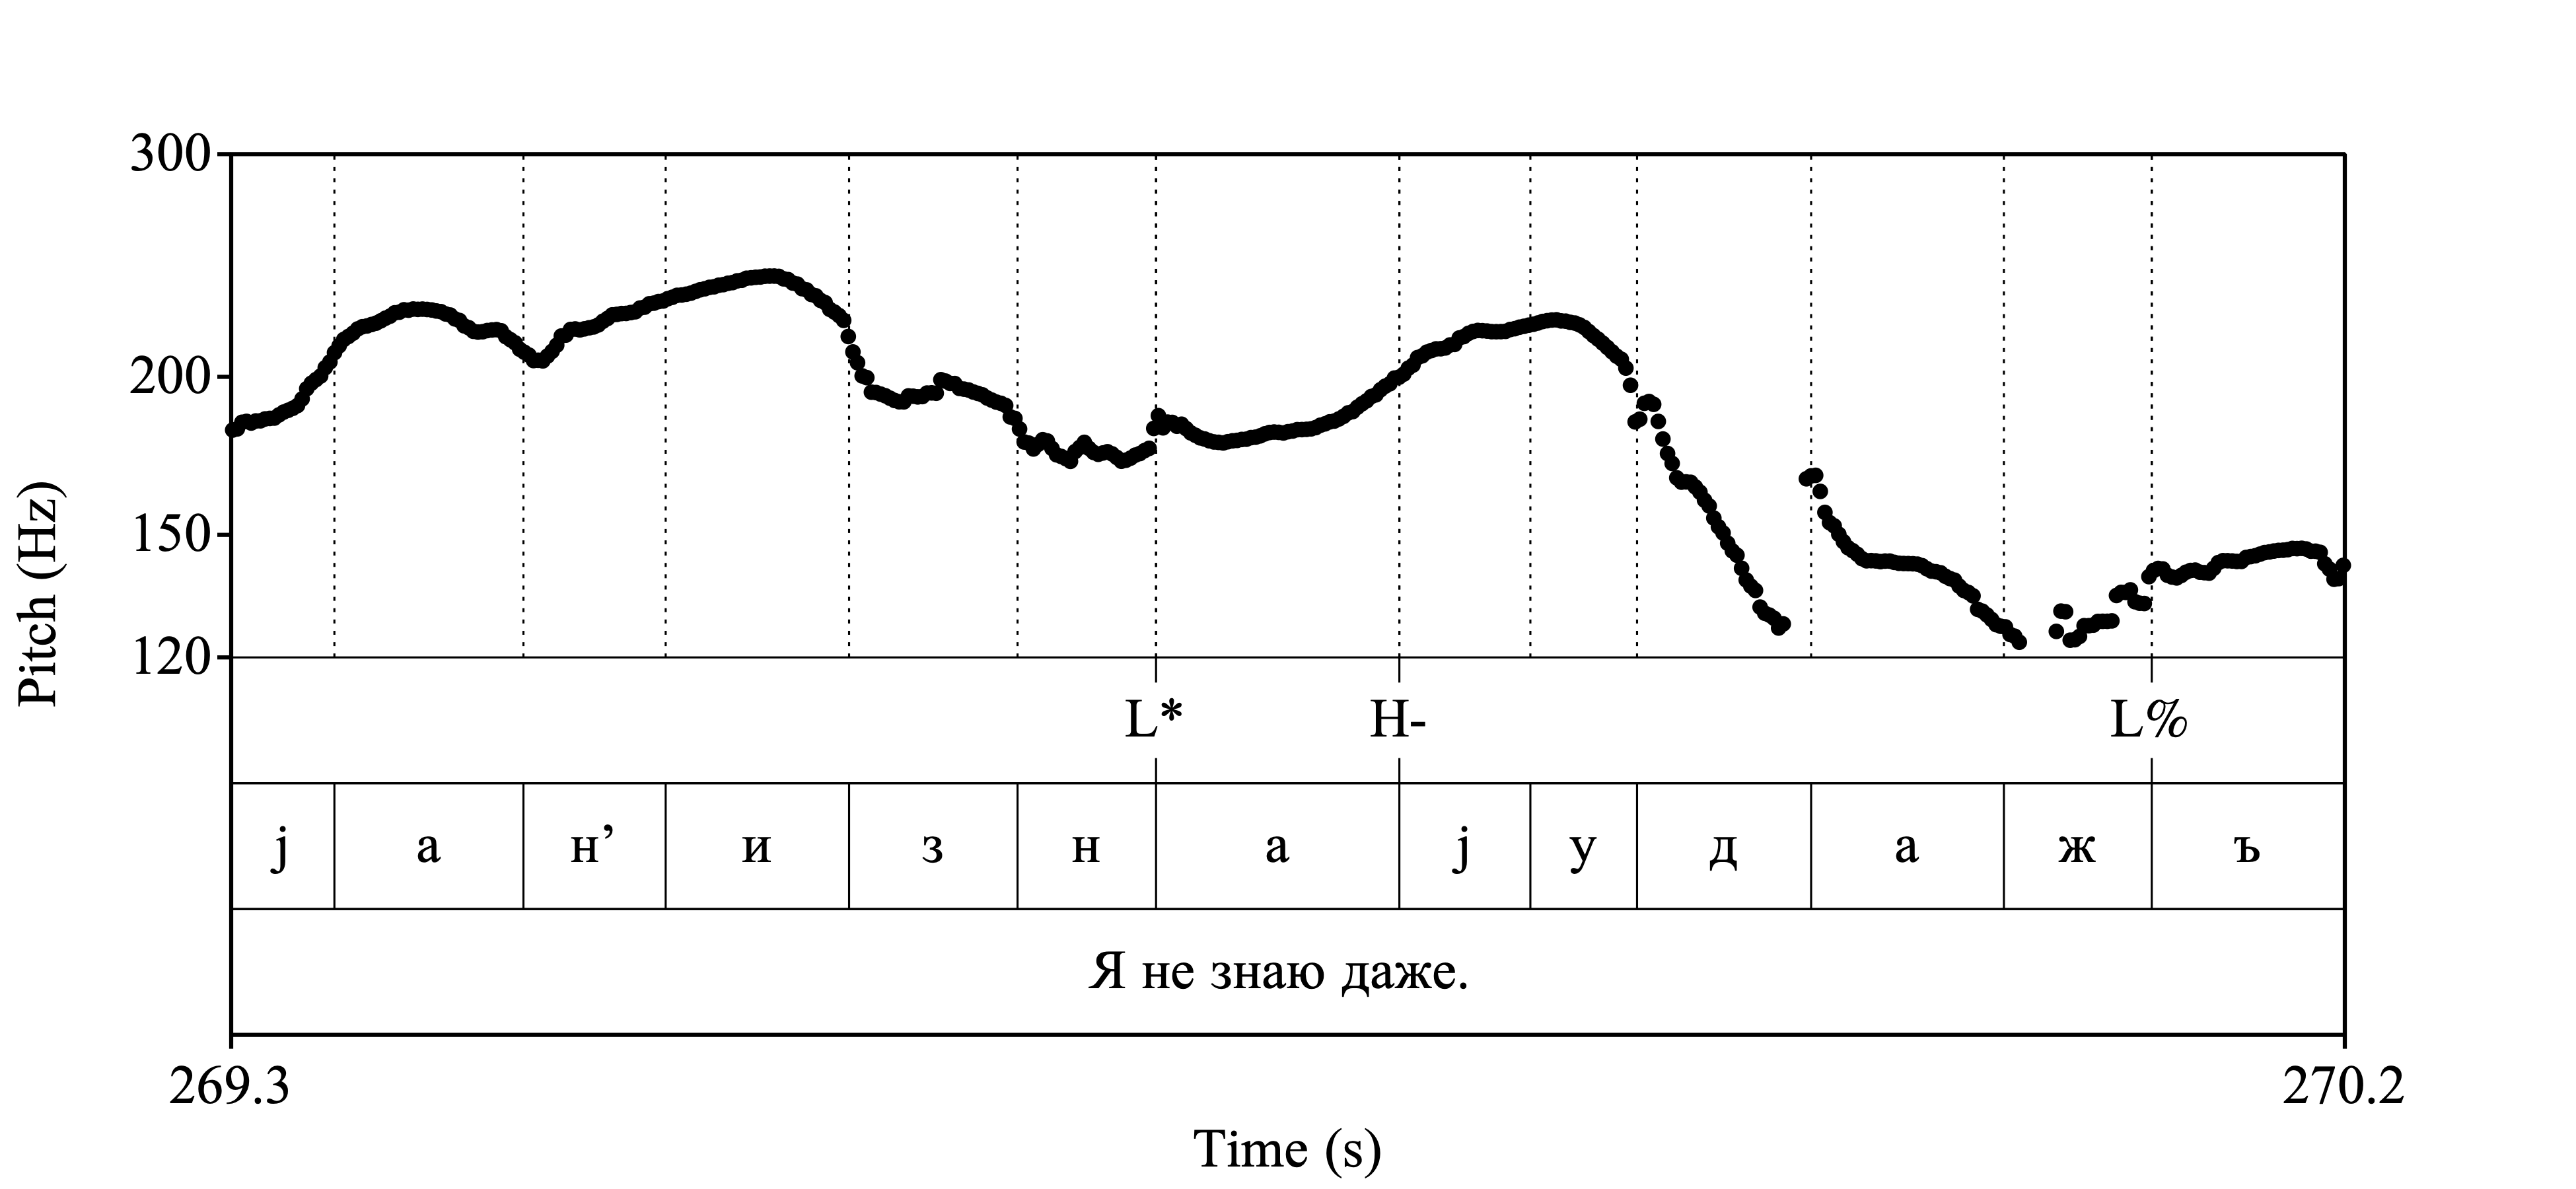 300
200
150
120
Pitch (Hz)
L* H- L%
j а н’ и з н а j у д а ж ъ
Я не знаю даже.
269.3 270.2
Time (s)